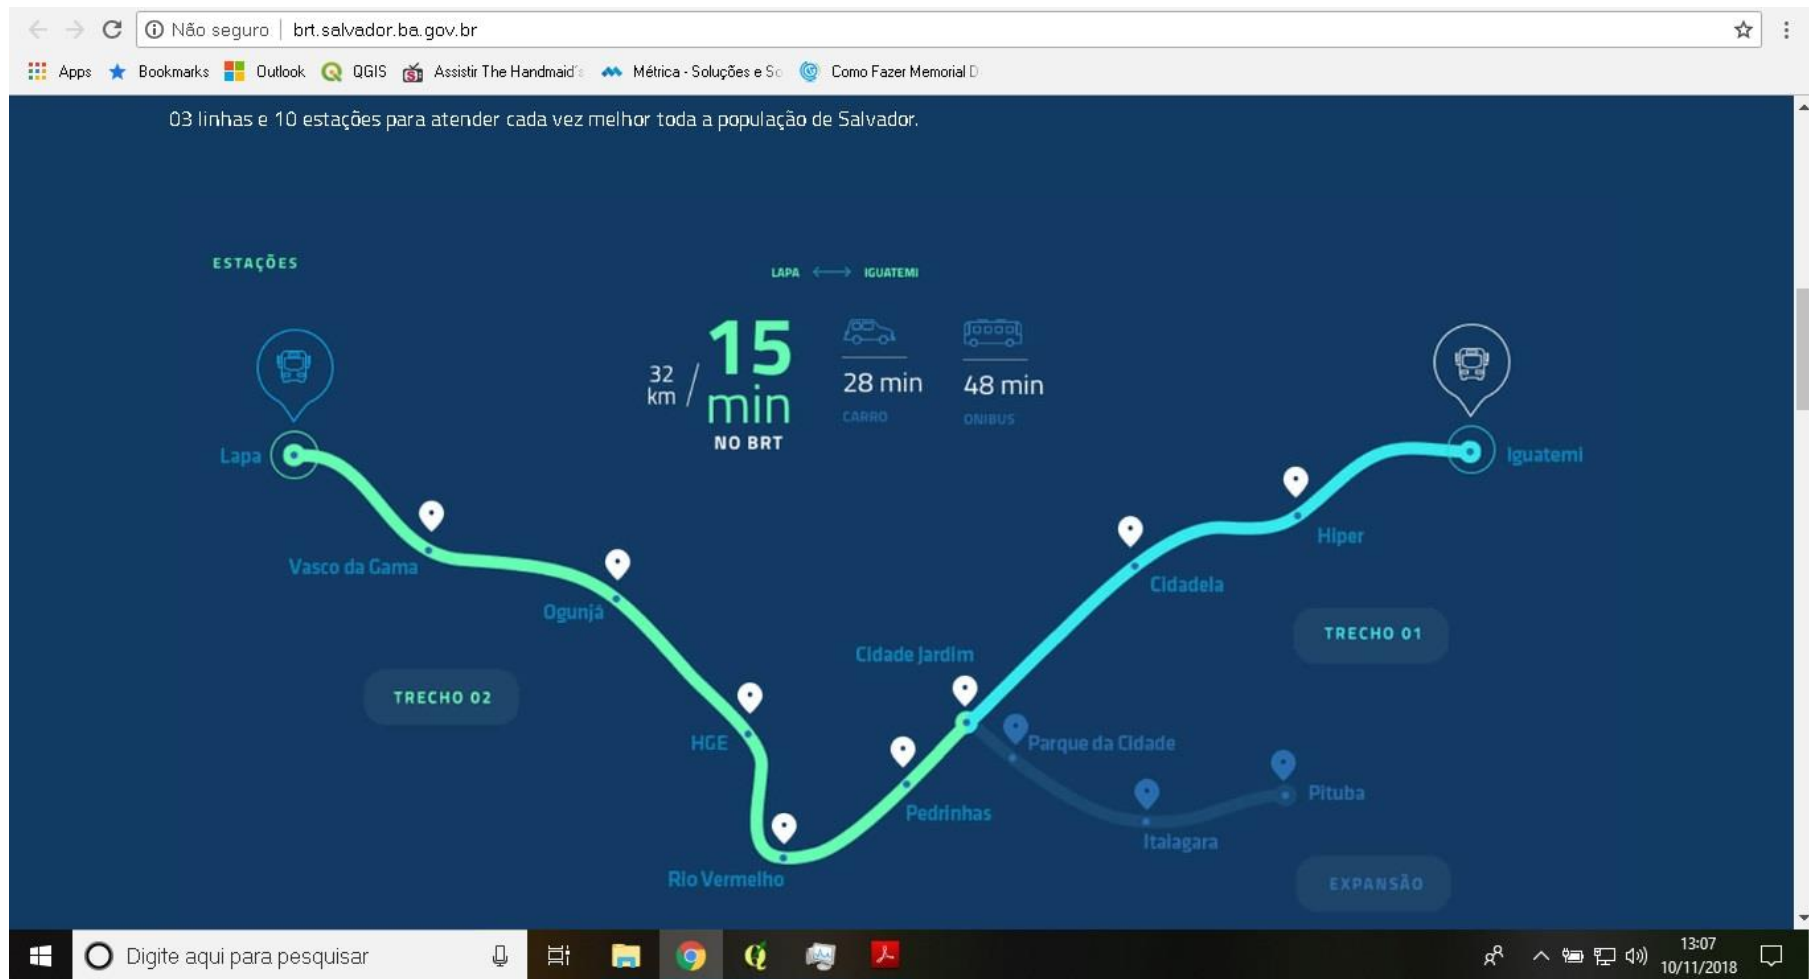 Não seguro | brt.salvador.ba.gov.br
Apps Bookmarks Outlook QGIS Assistir The Handmaid's Métrica - Soluções e So Como Fazer Memorial D
03 linhas e 10 estações para atender cada vez melhor toda a população de Salvador.
ESTAÇÕES
LAPA IGUATEMI
32 km / 15 min
NO BRT
28 min
CARRO
48 min
ONIBUS
Lapa
Iguatemi
Hiper
Vasco da Gama
Cidadela
Ogunjá
TRECHO 01
Cidade Jardim
TRECHO 02
HGE
Parque da Cidade
Pituba
Pedrinhas
Itaiagara
Rio Vermelho
EXPANSÃO
Digite aqui para pesquisar
13:07
10/11/2018